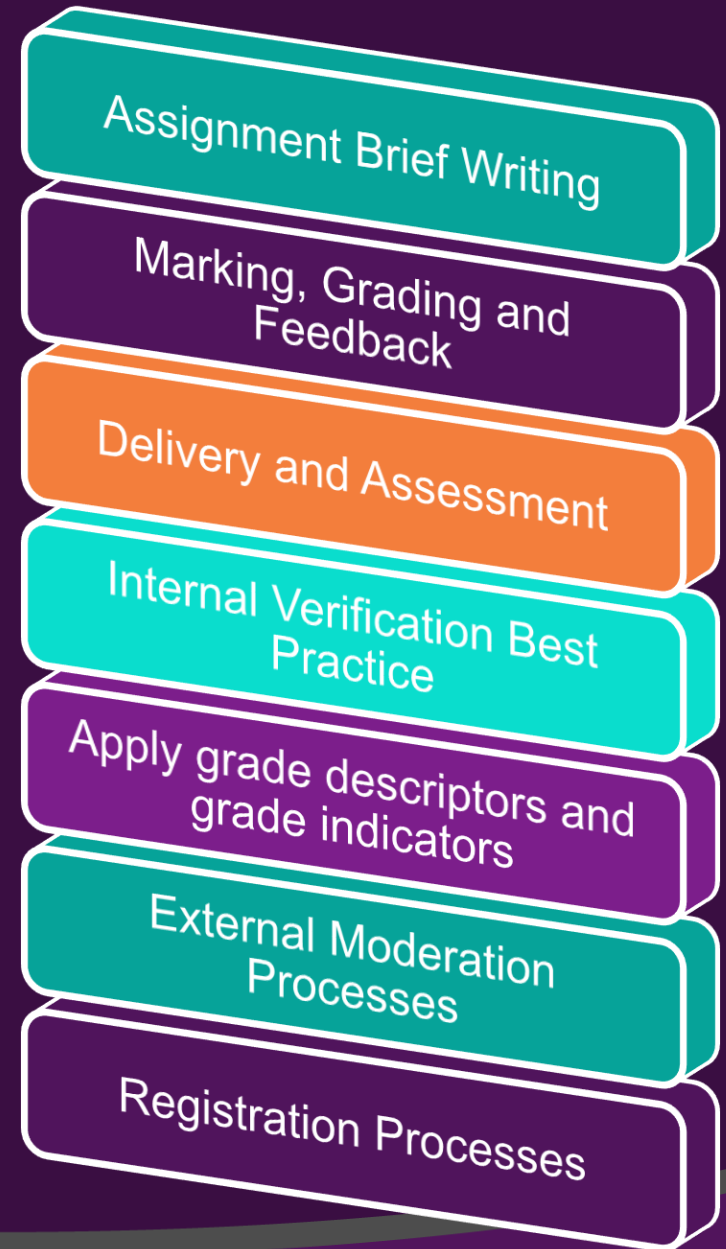 Assignment Brief Writing
Marking, Grading and
Feedback
Delivery and Assessment
Internal Verification Best
Practice
Apply grade descriptors and
grade indicators
External Moderation
Processes
Registration Processes